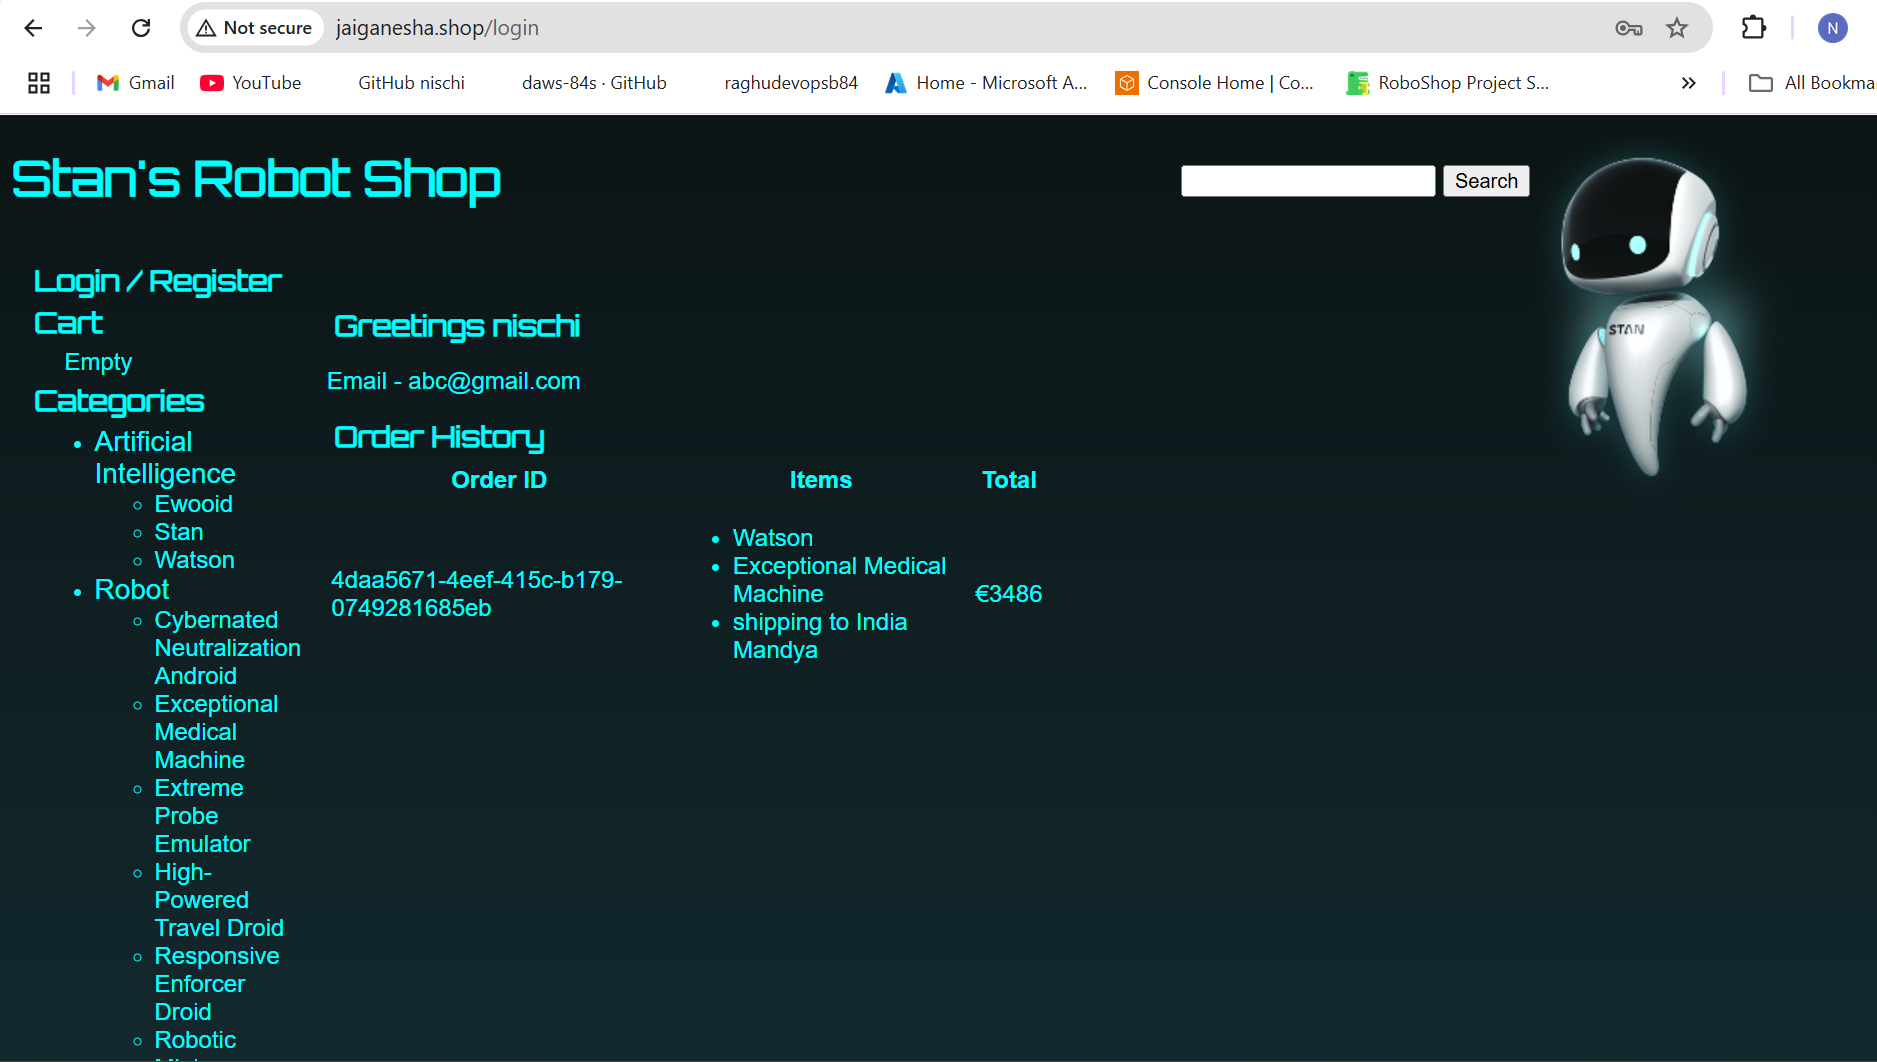 Not secure
jaiganesha.shop/login
N
Gmail
YouTube
GitHub nischi
daws-84s · GitHub
raghudevopsb84
Home - Microsoft A...
Console Home | Co...
RoboShop Project S...
All Bookma
Stan's Robot Shop
Search
STAN
Login / Register
Cart
Empty
Categories
Artificial
Intelligence
Ewooid
Stan
Watson
Robot
Cybernated
Neutralization
Android
Exceptional
Medical
Machine
Extreme
Probe
Emulator
High-
Powered
Travel Droid
Responsive
Enforcer
Droid
Robotic
Greetings nischi
Email - abc@gmail.com
Order History
Order ID Items Total
4daa5671-4eef-415c-b179-
0749281685eb
Watson
Exceptional Medical
Machine
shipping to India
Mandya
€3486